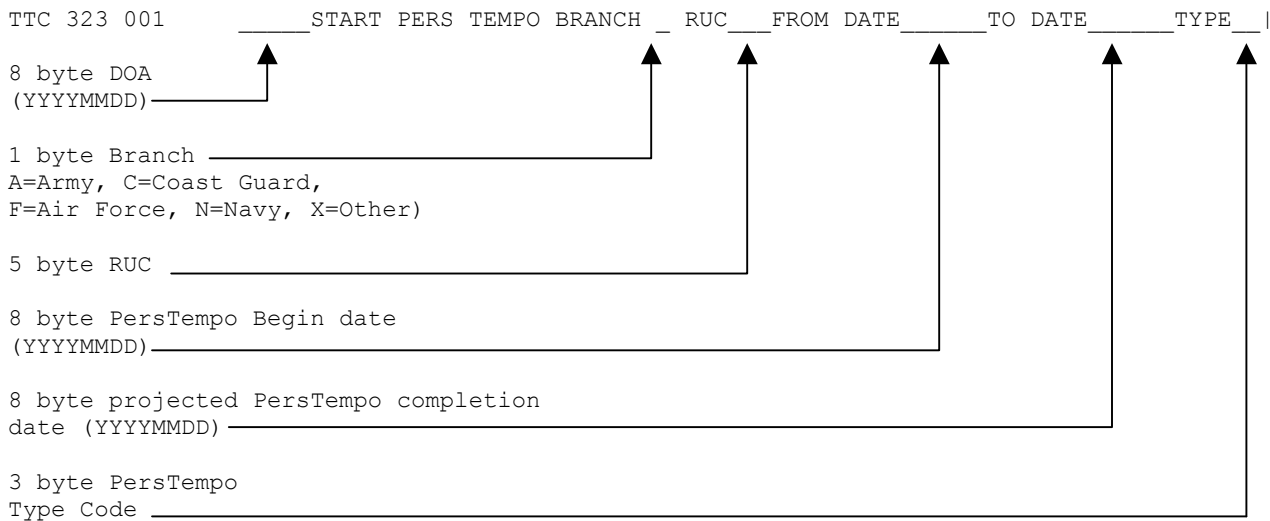 TTC 323 001 _____START PERS TEMPO BRANCH _ RUC___FROM DATE______TO DATE______TYPE__|
8 byte DOA
(YYYYMMDD)
1 byte Branch
A=Army, C=Coast Guard,
F=Air Force, N=Navy, X=Other)
5 byte RUC
8 byte PersTempo Begin date
(YYYYMMDD)
8 byte projected PersTempo completion
date (YYYYMMDD)
3 byte PersTempo
Type Code